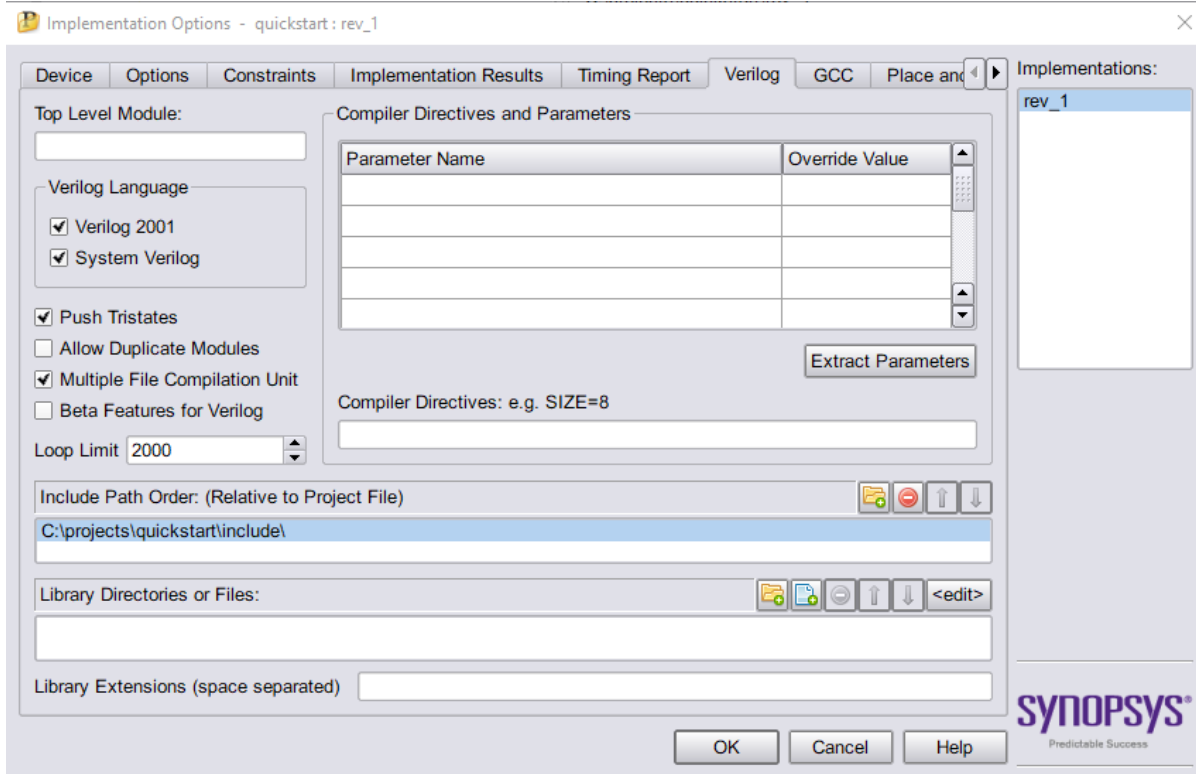 Implementation Options - quickstart : rev_1
Device Options Constraints Implementation Results Timing Report Verilog GCC Place and
Implementations:
rev_1
Top Level Module:
Verilog Language
Verilog 2001
System Verilog
Push Tristates
Allow Duplicate Modules
Multiple File Compilation Unit
Beta Features for Verilog
Loop Limit 2000
Compiler Directives and Parameters
Parameter Name Override Value
Extract Parameters
Compiler Directives: e.g. SIZE=8
Include Path Order: (Relative to Project File)
C:\projects\quickstart\include\
Library Directories or Files:
<edit>
Library Extensions (space separated)
OK Cancel Help
SYNOPSYS®
Predictable Success